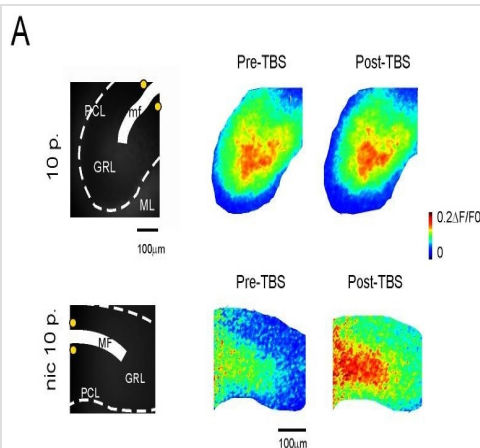 A
Pre-TBS Post-TBS
10 p.
PCL
mf
GRL
ML
100µm
0.2ΔF/F0
0
Pre-TBS Post-TBS
nic 10 p.
MF
GRL
PCL
100µm